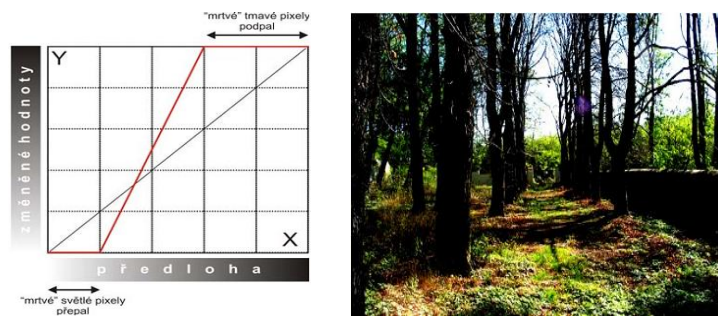 “mrtvé” tmavé pixely
podpal
Y
změněné hodnoty
X
předloha
“mrtvé” světlé pixely
přepal